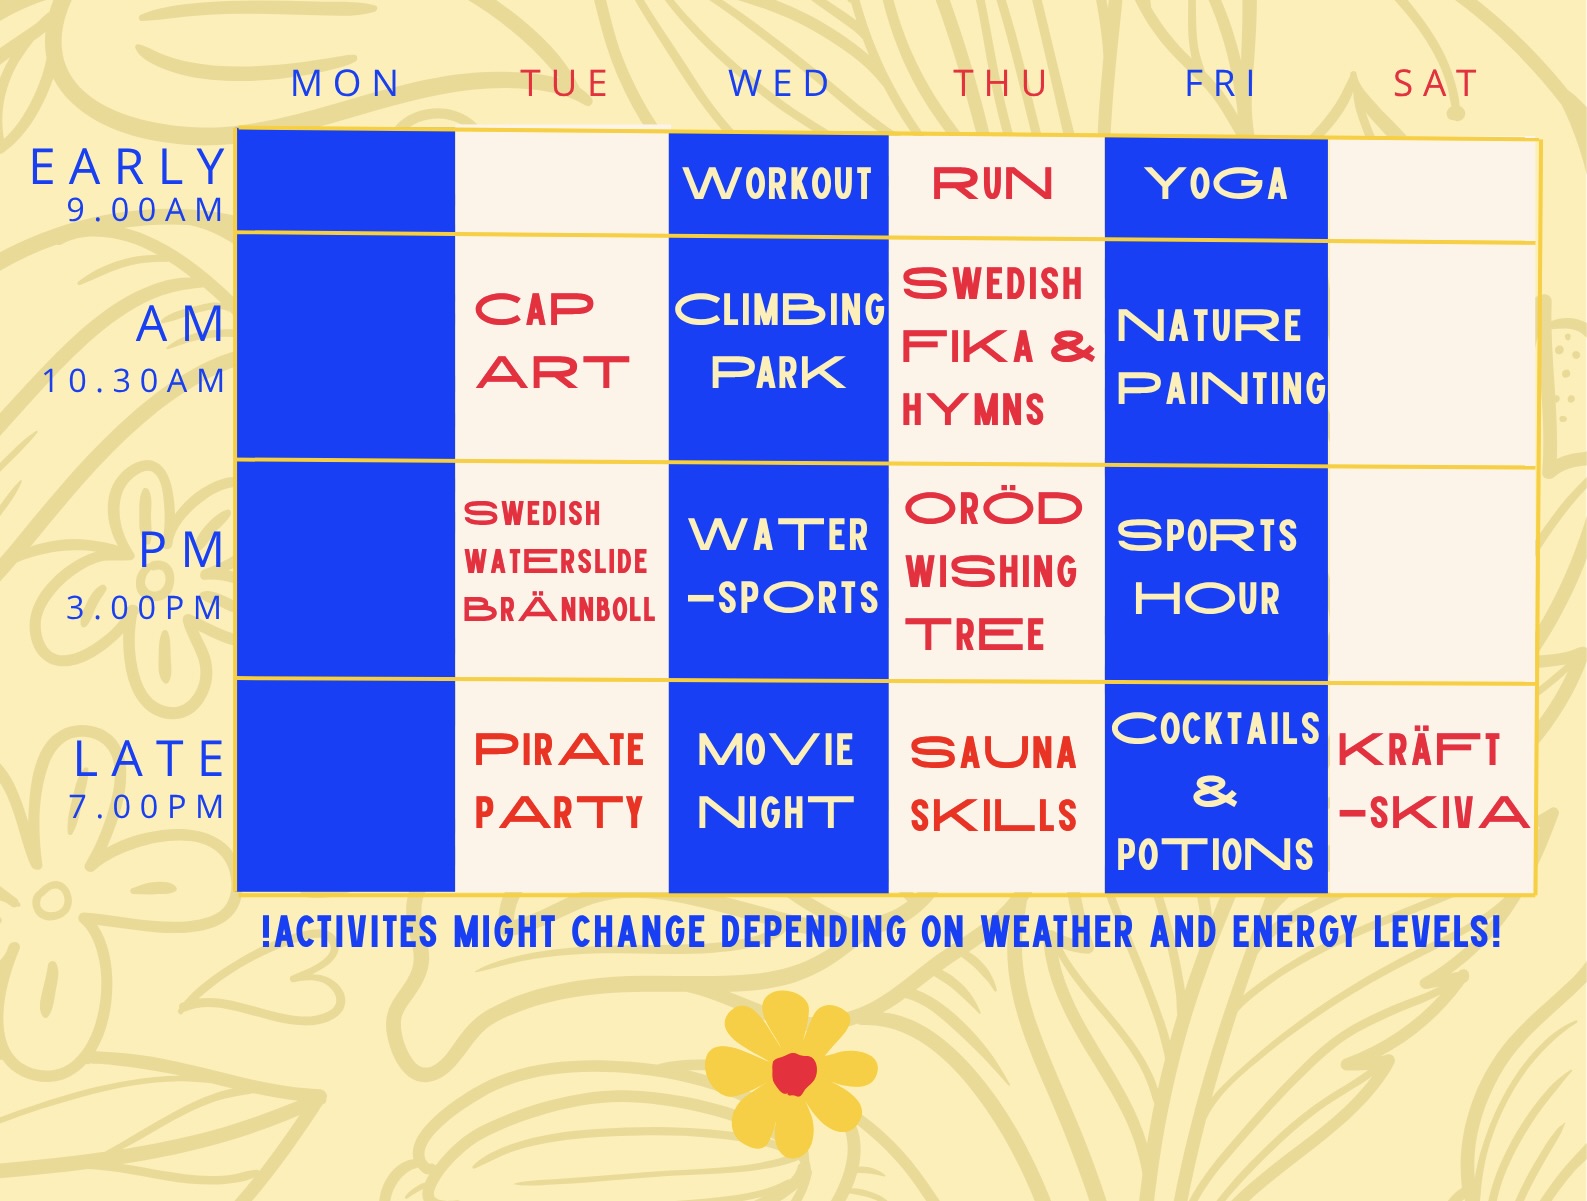 MON TUE WED THU FRI SAT
EARLY
9.00AM
WORKOUT
RUN
YOGA
AM
10.30AM
CAP
ART
CLIMBING
PARK
SWEDISH
FIKA &
HYMNS
NATURE
PAINTING
PM
3.00PM
SWEDISH
WATERSLIDE
BRÄNNBOLL
WATER
-SPORTS
ORÖD
WISHING
TREE
SPORTS
HOUR
LATE
7.00PM
PIRATE
PARTY
MOVIE
NIGHT
SAUNA
SKILLS
COCKTAILS
&
POTIONS
KRÄFT
-SKIVA
!ACTIVITES MIGHT CHANGE DEPENDING ON WEATHER AND ENERGY LEVELS!